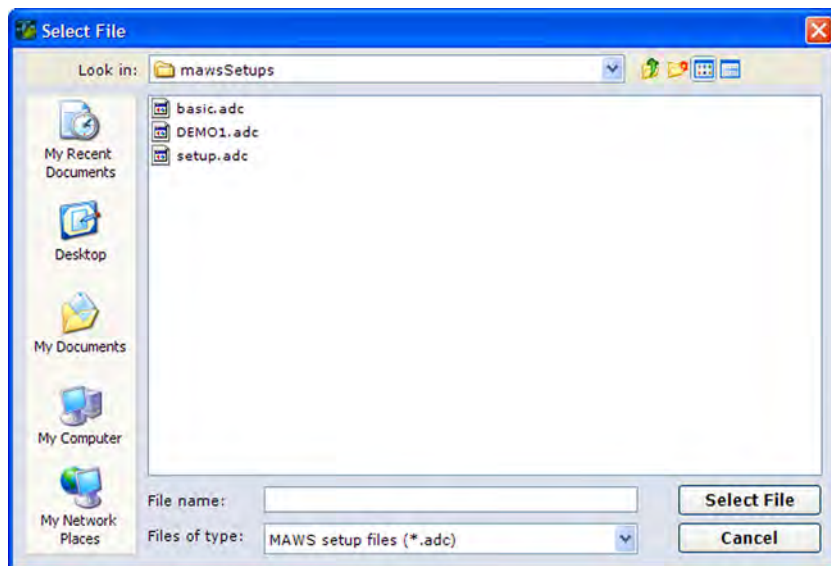 Select File
Look in: mawsSetups
basic.adc
DEMO1.adc
setup.adc
My Recent
Documents
Desktop
My Documents
My Computer
My Network
Places
File name:
Select File
Files of type: MAWS setup files (*.adc)
Cancel